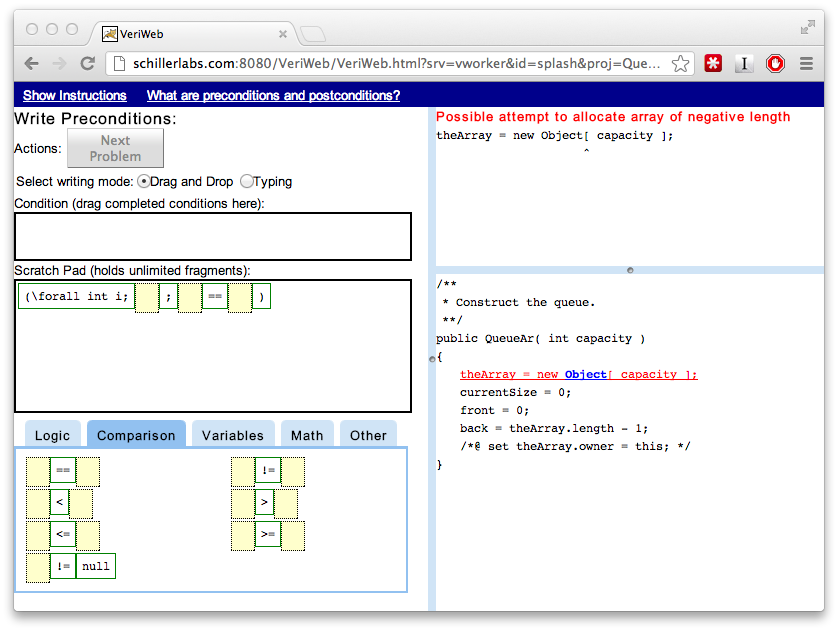 VeriWeb
schillerlabs.com:8080/VeriWeb/VeriWeb.html?srv=vworker&id=splash&proj=Que...
Show Instructions What are preconditions and postconditions?
Write Preconditions:
Actions: Next Problem
Select writing mode: Drag and Drop Typing
Condition (drag completed conditions here):
Scratch Pad (holds unlimited fragments):
(\forall int i; ; == )
Logic Comparison Variables Math Other
== !=
< >
<= >=
!= null
Possible attempt to allocate array of negative length
theArray = new Object[ capacity ];
^
/**
* Construct the queue.
**/
public QueueAr( int capacity )
{
theArray = new Object[ capacity ];
currentSize = 0;
front = 0;
back = theArray.length - 1;
/*@ set theArray.owner = this; */
}